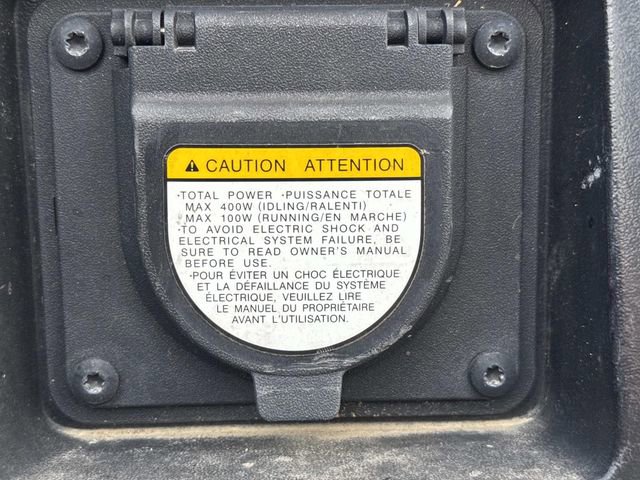 ⚠ CAUTION ATTENTION
·TOTAL POWER ·PUISSANCE TOTALE
MAX 400W (IDLING/RALENTI)
MAX 100W (RUNNING/EN MARCHE)
·TO AVOID ELECTRIC SHOCK AND
ELECTRICAL SYSTEM FAILURE, BE
SURE TO READ OWNER'S MANUAL
BEFORE USE.
·POUR ÉVITER UN CHOC ÉLECTRIQUE
ET LA DÉFAILLANCE DU SYSTÈME
ÉLECTRIQUE, VEUILLEZ LIRE
LE MANUEL DU PROPRIÉTAIRE
AVANT L'UTILISATION.